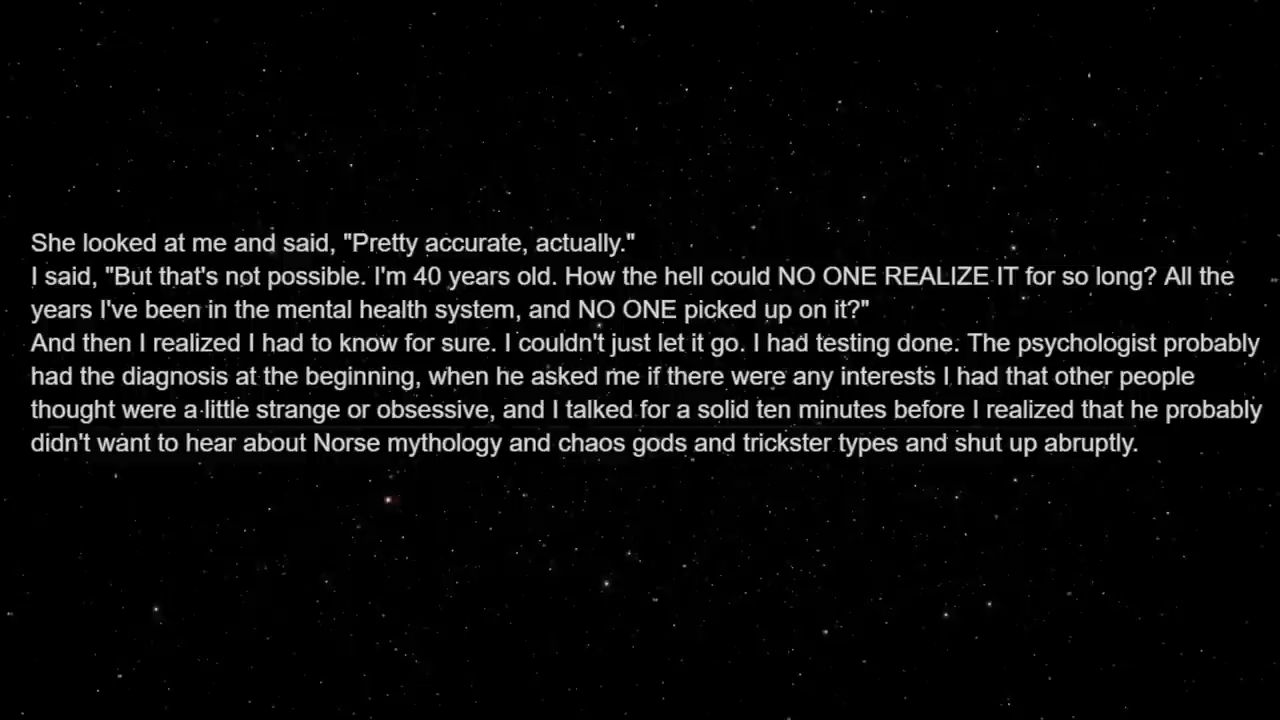 She looked at me and said, "Pretty accurate, actually."
I said, "But that's not possible. I'm 40 years old. How the hell could NO ONE REALIZE IT for so long? All the
years I've been in the mental health system, and NO ONE picked up on it?"
And then I realized I had to know for sure. I couldn't just let it go. I had testing done. The psychologist probably
had the diagnosis at the beginning, when he asked me if there were any interests I had that other people
thought were a little strange or obsessive, and I talked for a solid ten minutes before I realized that he probably
didn't want to hear about Norse mythology and chaos gods and trickster types and shut up abruptly.